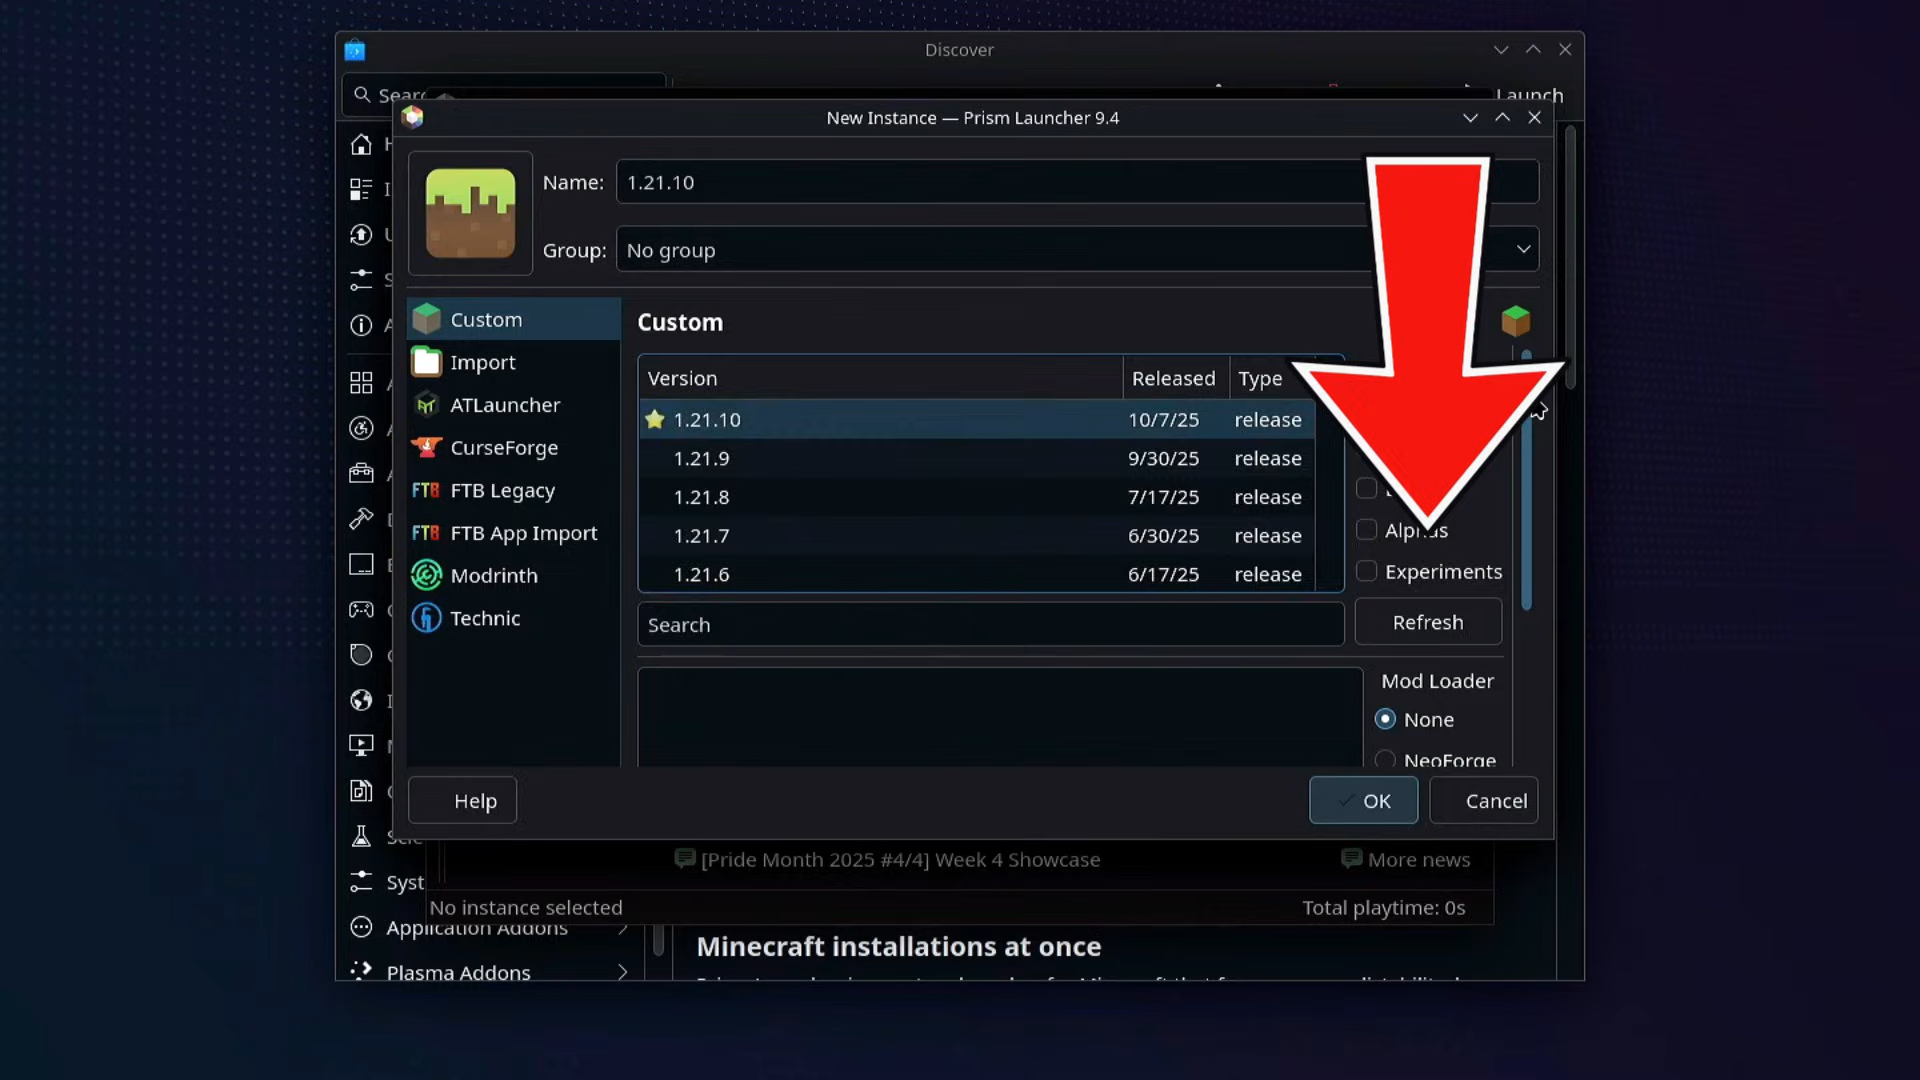 Discover
Launch
New Instance — Prism Launcher 9.4
Name: 1.21.10
Group: No group
Custom
Import
ATLauncher
CurseForge
FTB Legacy
FTB App Import
Modrinth
Technic
Custom
Version Released Type
1.21.10 10/7/25 release
1.21.9 9/30/25 release
1.21.8 7/17/25 release
1.21.7 6/30/25 release
1.21.6 6/17/25 release
Alphas
Experiments
Search
Refresh
Mod Loader
None
NeoForge
Help
OK
Cancel
[Pride Month 2025 #4/4] Week 4 Showcase
More news
No instance selected
Total playtime: 0s
Application Addons
Plasma Addons
Minecraft installations at once